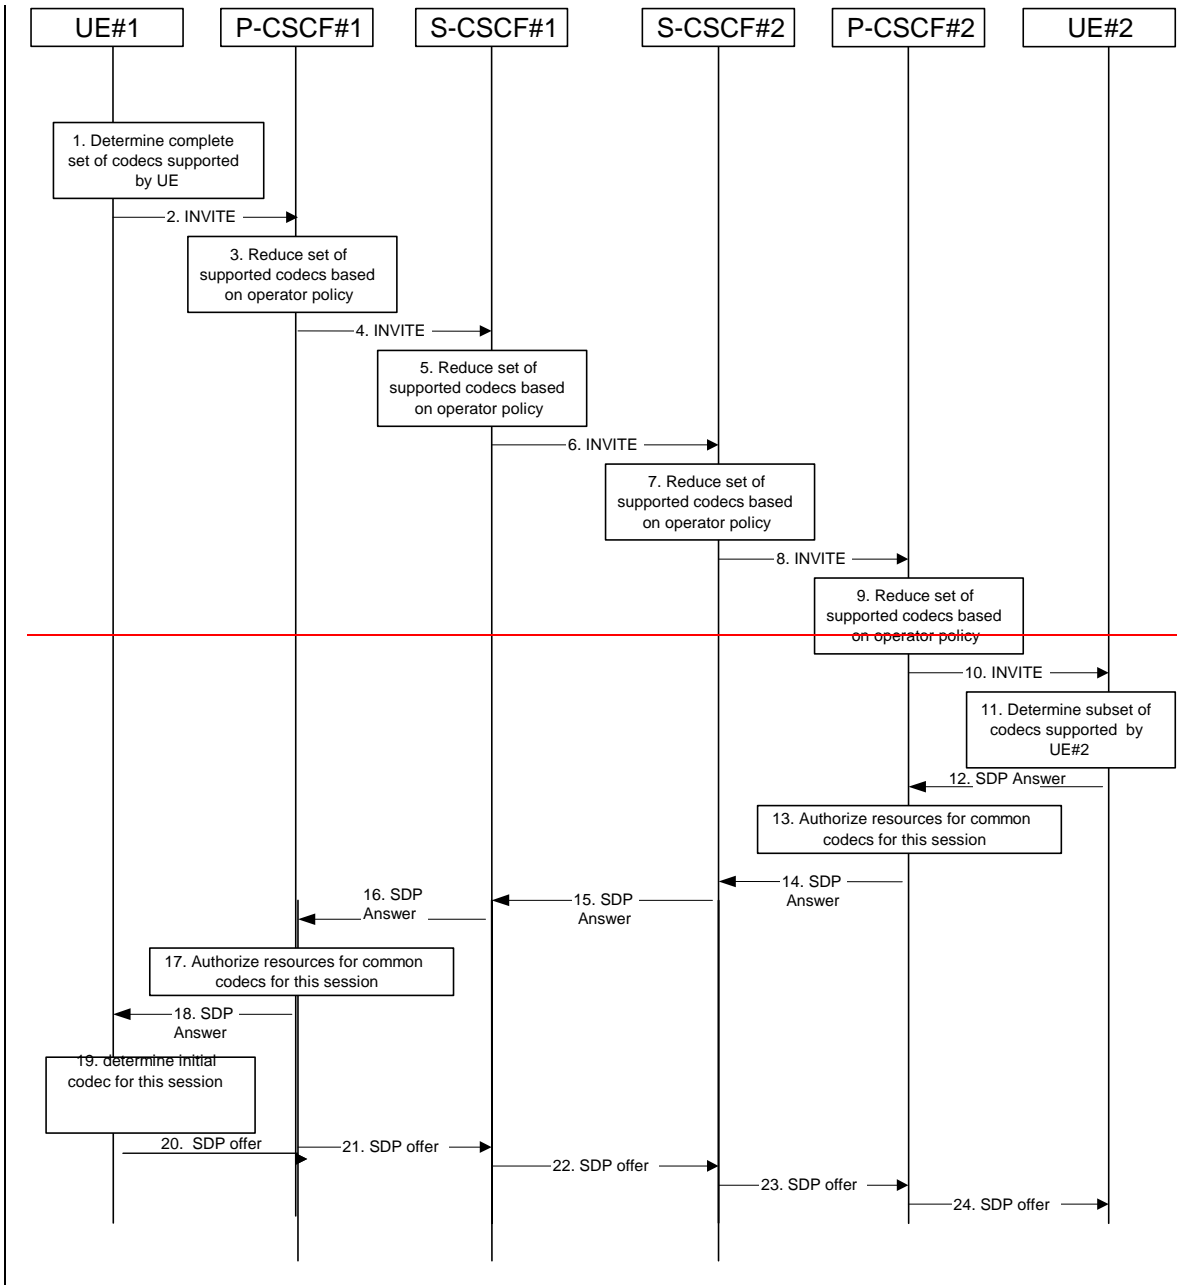 UE#1
P-CSCF#1
S-CSCF#1
S-CSCF#2
P-CSCF#2
UE#2
1. Determine complete
set of codecs supported
by UE
2. INVITE
3. Reduce set of
supported codecs based
on operator policy
4. INVITE
5. Reduce set of
supported codecs based
on operator policy
6. INVITE
7. Reduce set of
supported codecs based
on operator policy
8. INVITE
9. Reduce set of
supported codecs based
on operator policy
10. INVITE
11. Determine subset of
codecs supported by
UE#2
12. SDP Answer
13. Authorize resources for common
codecs for this session
14. SDP
Answer
15. SDP
Answer
16. SDP
Answer
17. Authorize resources for common
codecs for this session
18. SDP
Answer
19. determine initial
codec for this session
20. SDP offer
21. SDP offer
22. SDP offer
23. SDP offer
24. SDP offer